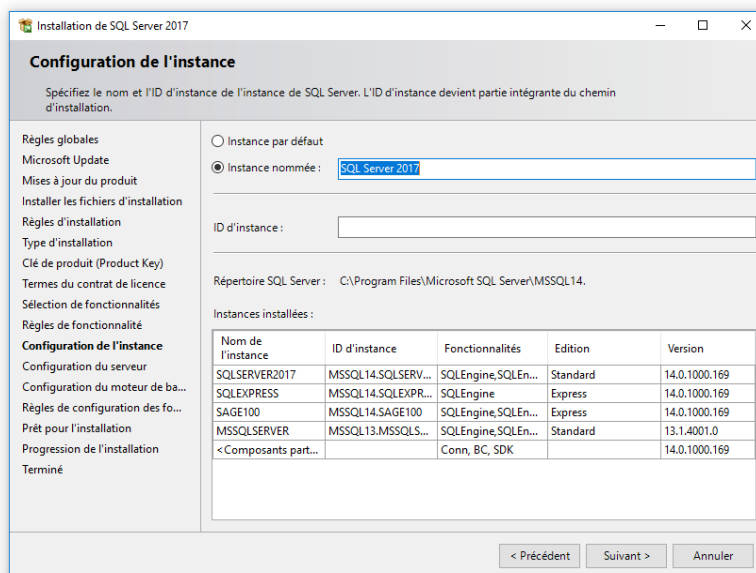 Installation de SQL Server 2017
Configuration de l'instance
Spécifiez le nom et l'ID d'instance de l'instance de SQL Server. L'ID d'instance devient partie intégrante du chemin
d'installation.
Règles globales
Microsoft Update
Mises à jour du produit
Installer les fichiers d'installation
Règles d'installation
Type d'installation
Clé de produit (Product Key)
Termes du contrat de licence
Sélection de fonctionnalités
Règles de fonctionnalité
Configuration de l'instance
Configuration du serveur
Configuration du moteur de ba...
Règles de configuration des fo...
Prêt pour l'installation
Progression de l'installation
Terminé
Instance par défaut
Instance nommée : SQL Server 2017
ID d'instance :
Répertoire SQL Server : C:\Program Files\Microsoft SQL Server\MSSQL14.
Instances installées :
Nom de l'instance ID d'instance Fonctionnalités Edition Version
SQLSERVER2017 MSSQL14.SQLSERV... SQLEngine,SQLEn... Standard 14.0.1000.169
SQLEXPRESS MSSQL14.SQLEXPR... SQLEngine Express 14.0.1000.169
SAGE100 MSSQL14.SAGE100 SQLEngine,SQLEn... Express 14.0.1000.169
MSSQLSERVER MSSQL13.MSSQLS... SQLEngine,SQLEn... Standard 13.1.4001.0
<Composants part... Conn, BC, SDK 14.0.1000.169
< Précédent Suivant > Annuler